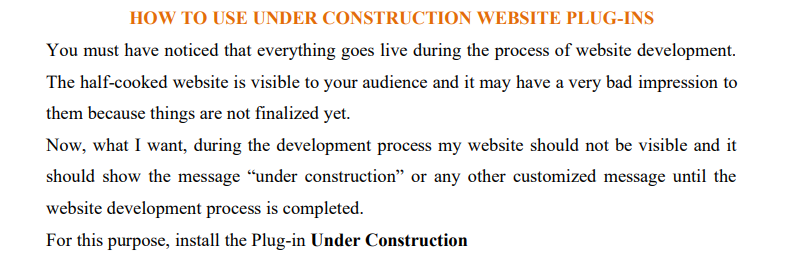 HOW TO USE UNDER CONSTRUCTION WEBSITE PLUG-INS
You must have noticed that everything goes live during the process of website development.
The half-cooked website is visible to your audience and it may have a very bad impression to
them because things are not finalized yet.
Now, what I want, during the development process my website should not be visible and it
should show the message “under construction” or any other customized message until the
website development process is completed.
For this purpose, install the Plug-in Under Construction